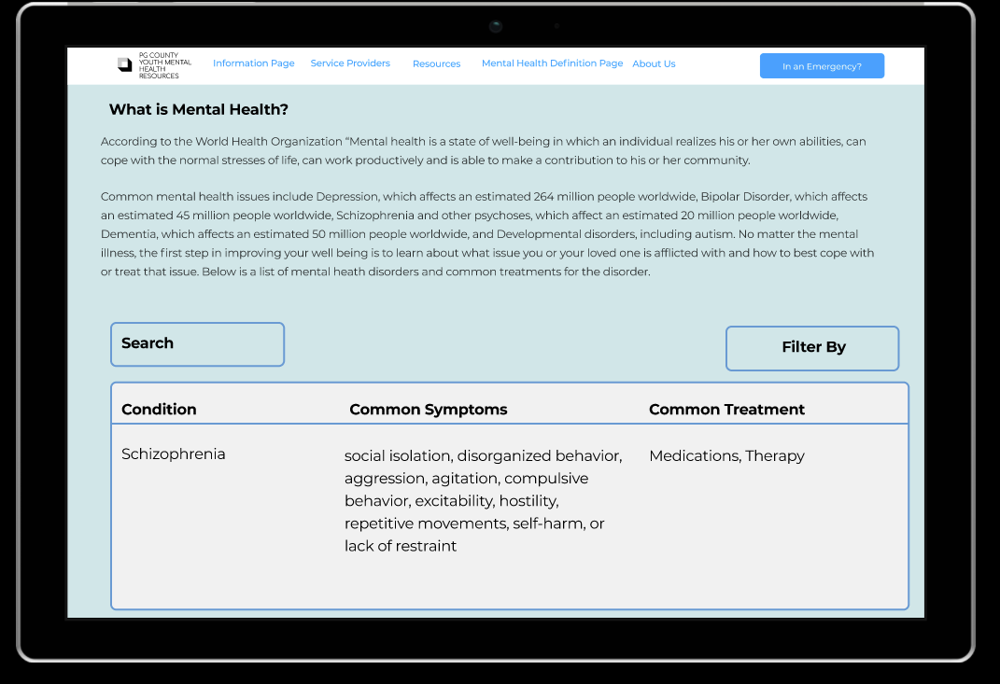 PG COUNTY
YOUTH MENTAL
HEALTH
RESOURCES
Information Page
Service Providers
Resources
Mental Health Definition Page
About Us
In an Emergency?
What is Mental Health?
According to the World Health Organization “Mental health is a state of well-being in which an individual realizes his or her own abilities, can
cope with the normal stresses of life, can work productively and is able to make a contribution to his or her community.
Common mental health issues include Depression, which affects an estimated 264 million people worldwide, Bipolar Disorder, which affects
an estimated 45 million people worldwide, Schizophrenia and other psychoses, which affect an estimated 20 million people worldwide,
Dementia, which affects an estimated 50 million people worldwide, and Developmental disorders, including autism. No matter the mental
illness, the first step in improving your well being is to learn about what issue you or your loved one is afflicted with and how to best cope with
or treat that issue. Below is a list of mental heath disorders and common treatments for the disorder.
Search
Filter By
Condition
Common Symptoms
Common Treatment
Schizophrenia
social isolation, disorganized behavior,
aggression, agitation, compulsive
behavior, excitability, hostility,
repetitive movements, self-harm, or
lack of restraint
Medications, Therapy